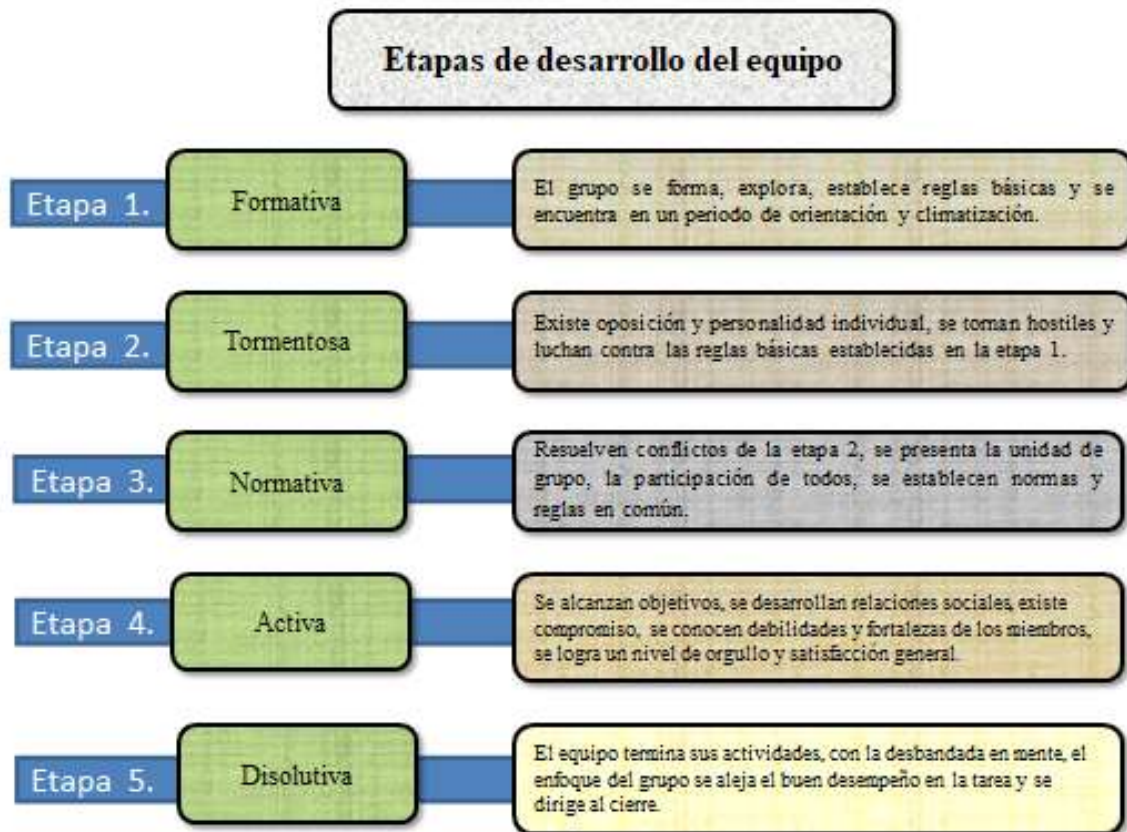 Etapas de desarrollo del equipo
Etapa 1.
Formativa
El grupo se forma, explora, establece reglas básicas y se
encuentra en un periodo de orientación y climatización.
Etapa 2.
Tormentosa
Existe oposición y personalidad individual, se tornan hostiles y
luchan contra las reglas básicas establecidas en la etapa 1.
Etapa 3.
Normativa
Resuelven conflictos de la etapa 2, se presenta la unidad de
grupo, la participación de todos, se establecen normas y
reglas en común.
Etapa 4.
Activa
Se alcanzan objetivos, se desarrollan relaciones sociales, existe
compromiso, se conocen debilidades y fortalezas de los miembros,
se logra un nivel de orgullo y satisfacción general.
Etapa 5.
Disolutiva
El equipo termina sus actividades, con la desbandada en mente, el
enfoque del grupo se aleja el buen desempeño en la tarea y se
dirige al cierre.